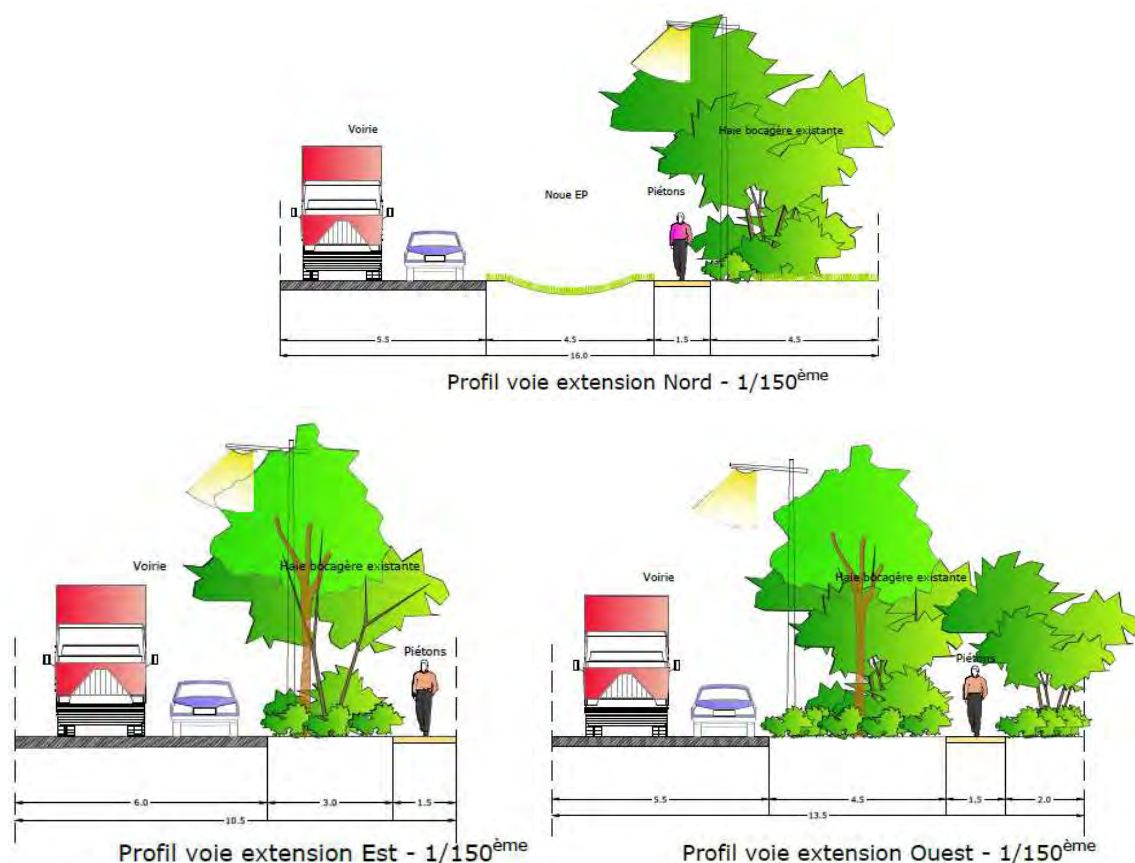 Voirie
Haie bocagère existante
Noue EP
Piétons
5.5
4.5
1.5
4.5
16.0
Profil voie extension Nord - 1/150ème
Voirie
Haie bocagère existante
Piétons
6.0
3.0
1.5
10.5
Profil voie extension Est - 1/150ème
Voirie
Haie bocagère existante
Piétons
5.5
4.5
1.5
2.0
13.5
Profil voie extension Ouest - 1/150ème